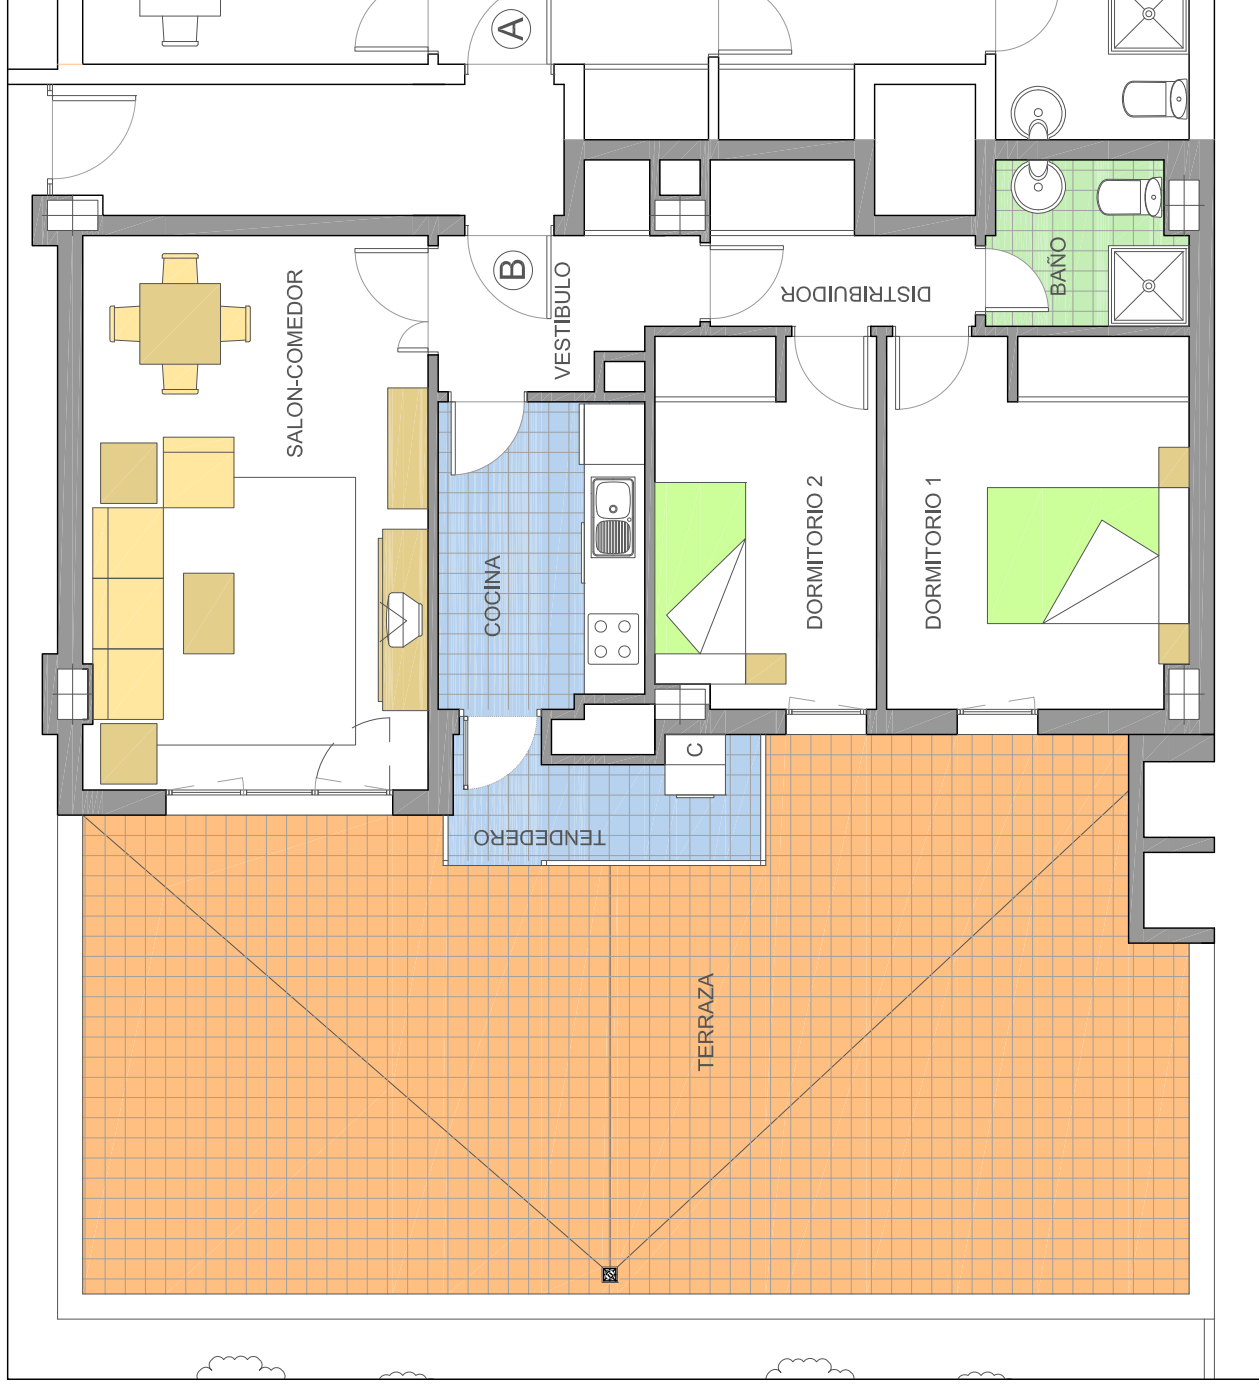 A
B
VESTIBULO
SALON-COMEDOR
DISTRIBUIDOR
BAÑO
COCINA
DORMITORIO 2
DORMITORIO 1
C
TENDEDERO
TERRAZA